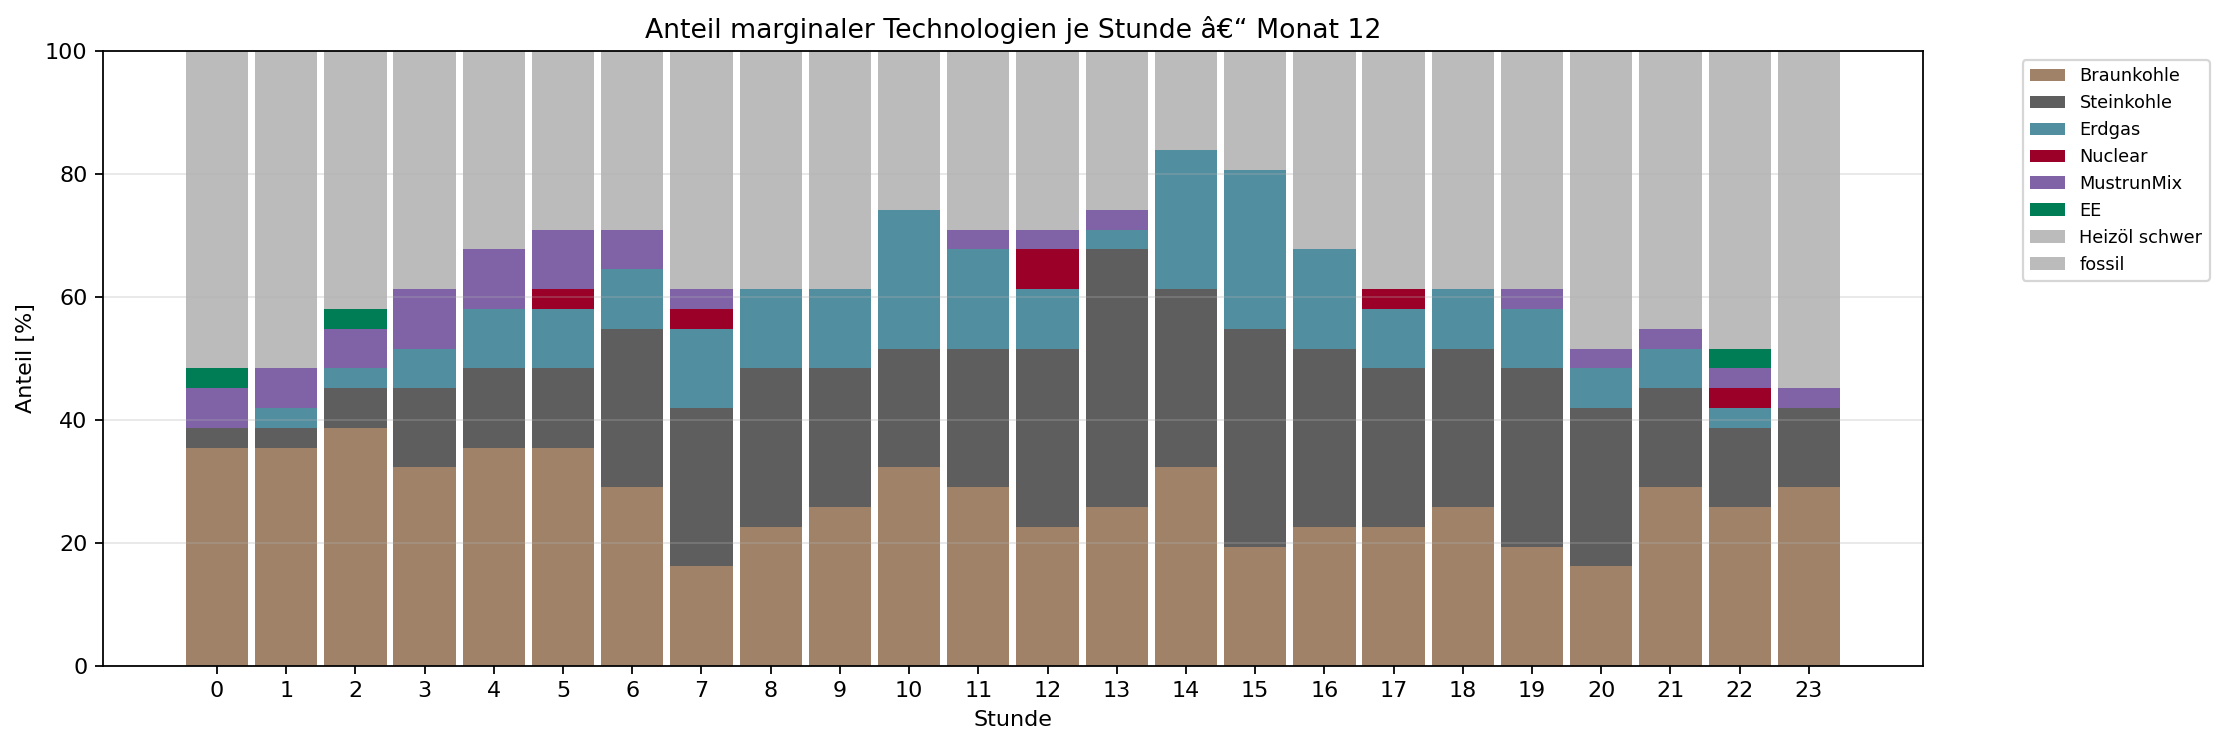 Anteil marginaler Technologien je Stunde â€“ Monat 12
Anteil [%]
100
80
60
40
20
0
0 1 2 3 4 5 6 7 8 9 10 11 12 13 14 15 16 17 18 19 20 21 22 23
Stunde
Braunkohle
Steinkohle
Erdgas
Nuclear
MustrunMix
EE
Heizöl schwer
fossil